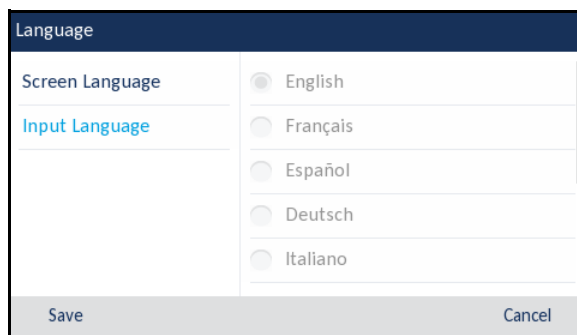 Language
Screen Language
Input Language
English
Français
Español
Deutsch
Italiano
Save
Cancel